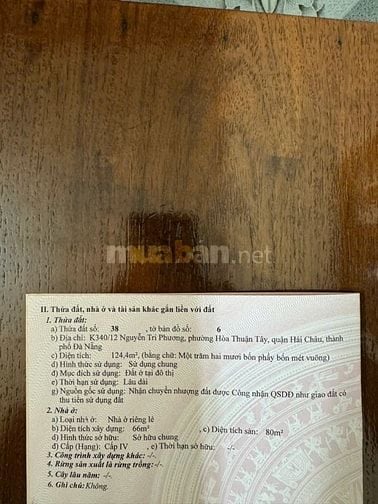 muaban.net
II. Thửa đất, nhà ở và tài sản khác gắn liền với đất
1. Thửa đất:
a) Thửa đất số: 38 , tờ bản đồ số: 6
b) Địa chỉ: K340/12 Nguyễn Tri Phương, phường Hòa Thuận Tây, quận Hải Châu, thành
phố Đà Nẵng
c) Diện tích: 124,4m², (bằng chữ: Một trăm hai mươi bốn phẩy bốn mét vuông)
d) Hình thức sử dụng: Sử dụng chung
đ) Mục đích sử dụng: Đất ở tại đô thị
e) Thời hạn sử dụng: Lâu dài
g) Nguồn gốc sử dụng: Nhận chuyển nhượng đất được Công nhận QSDĐ như giao đất có
thu tiền sử dụng đất
2. Nhà ở:
a) Loại nhà ở: Nhà ở riêng lẻ
b) Diện tích xây dựng: 66m² , c) Diện tích sàn: 80m²
d) Hình thức sở hữu: Sở hữu chung
đ) Cấp (Hạng): Cấp IV , e) Thời hạn sở hữu: -/-
3. Công trình xây dựng khác: -/-
4. Rừng sản xuất là rừng trồng: -/-
5. Cây lâu năm: -/-
6. Ghi chú: Không.